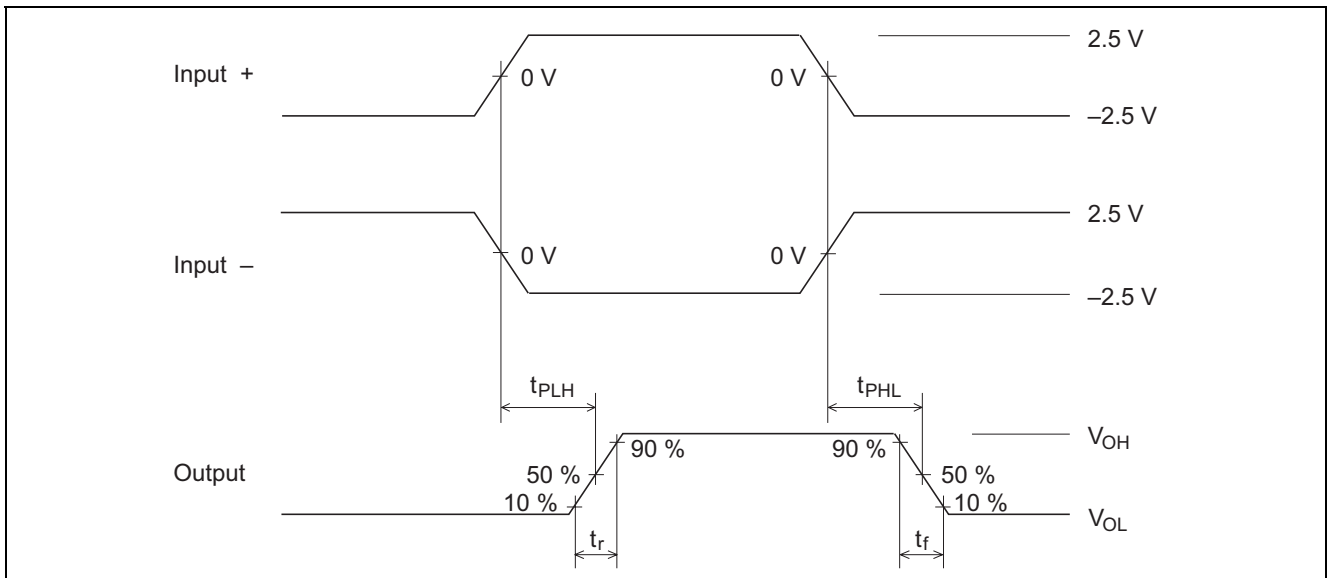 2.5 V
Input +
0 V
0 V
–2.5 V
2.5 V
0 V
0 V
Input –
–2.5 V
tPLH
tPHL
VOH
90 %
90 %
Output
50 %
50 %
10 %
10 %
VOL
tr
tf